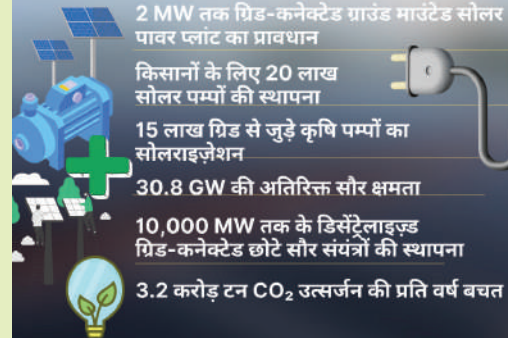 2 MW तक ग्रिड-कनेक्टेड ग्राउंड माउंटेड सोलर
पावर प्लांट का प्रावधान
किसानों के लिए 20 लाख
सोलर पम्पों की स्थापना
15 लाख ग्रिड से जुड़े कृषि पम्पों का
सोलराइज़ेशन
30.8 GW की अतिरिक्त सौर क्षमता
10,000 MW तक के डिसेंट्रेलाइज़्ड
ग्रिड-कनेक्टेड छोटे सौर संयंत्रों की स्थापना
3.2 करोड़ टन CO₂ उत्सर्जन की प्रति वर्ष बचत